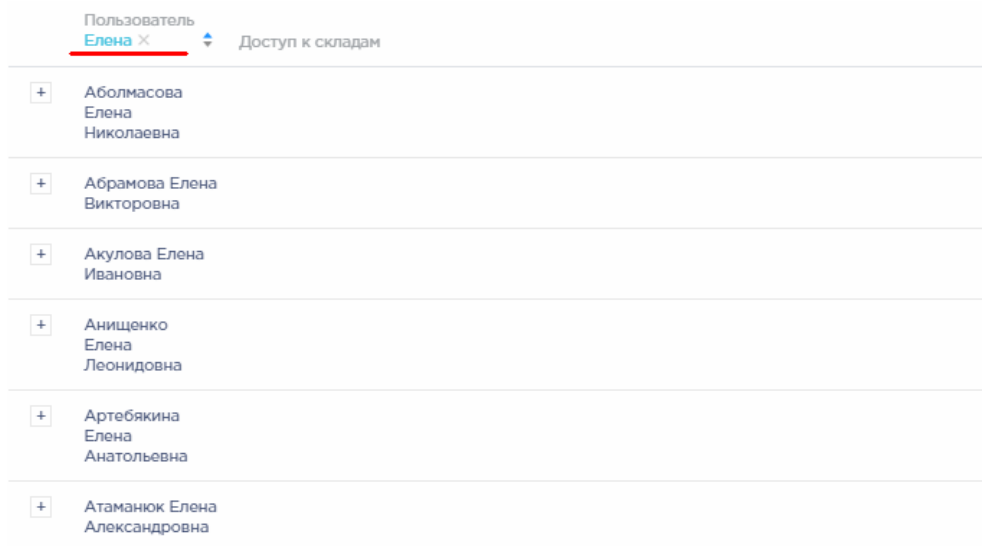 Пользователь
Елена ×
Доступ к складам
+ Аболмасова
Елена
Николаевна
+ Абрамова Елена
Викторовна
+ Акулова Елена
Ивановна
+ Анищенко
Елена
Леонидовна
+ Артебякина
Елена
Анатольевна
+ Атаманюк Елена
Александровна